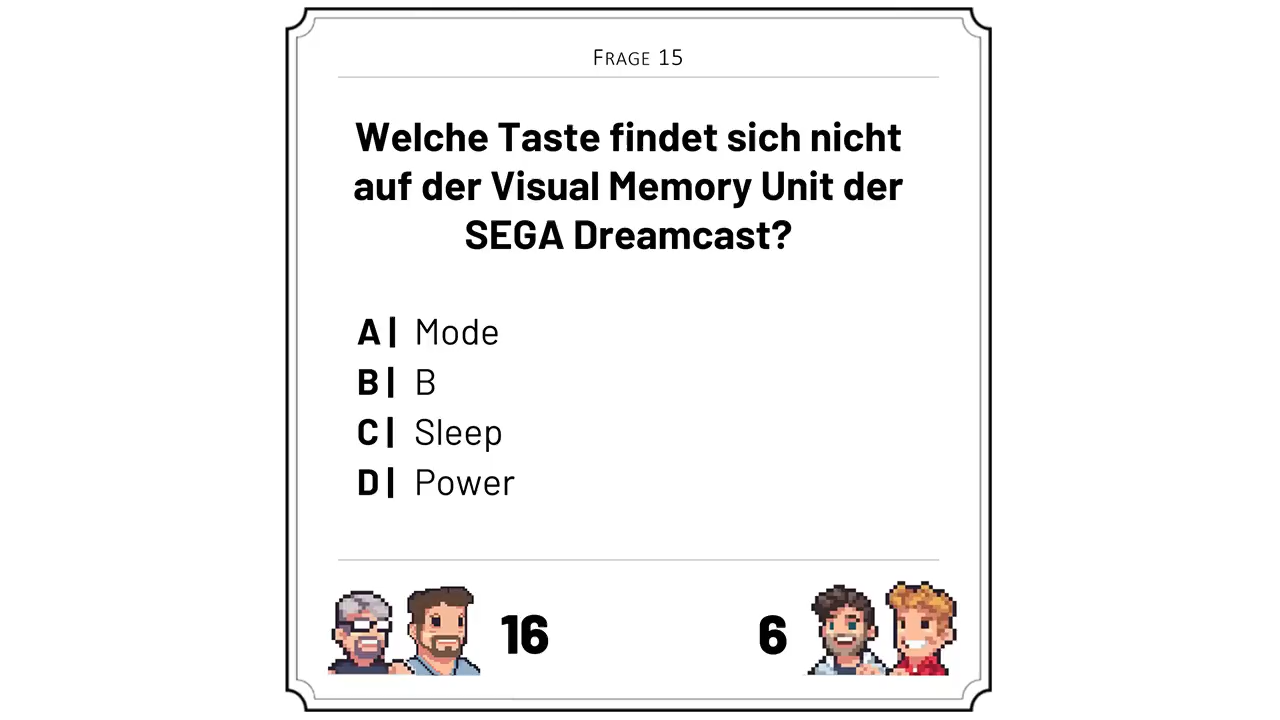 Frage 15
Welche Taste findet sich nicht
auf der Visual Memory Unit der
SEGA Dreamcast?
A| Mode
B| B
C| Sleep
D| Power
16
6